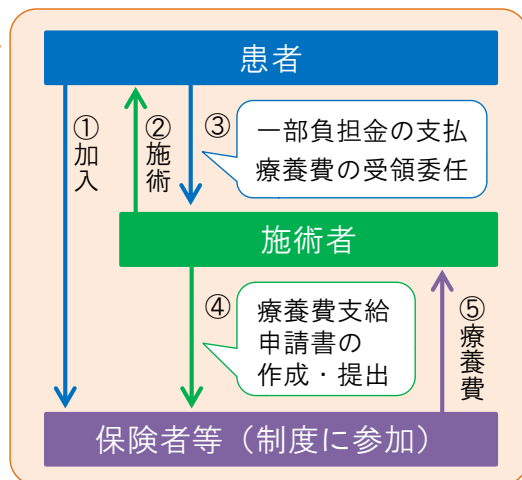 患者
①加入
②施術
③
一部負担金の支払
療養費の受領委任
施術者
④
療養費支給
申請書の
作成・提出
⑤療養費
保険者等（制度に参加）